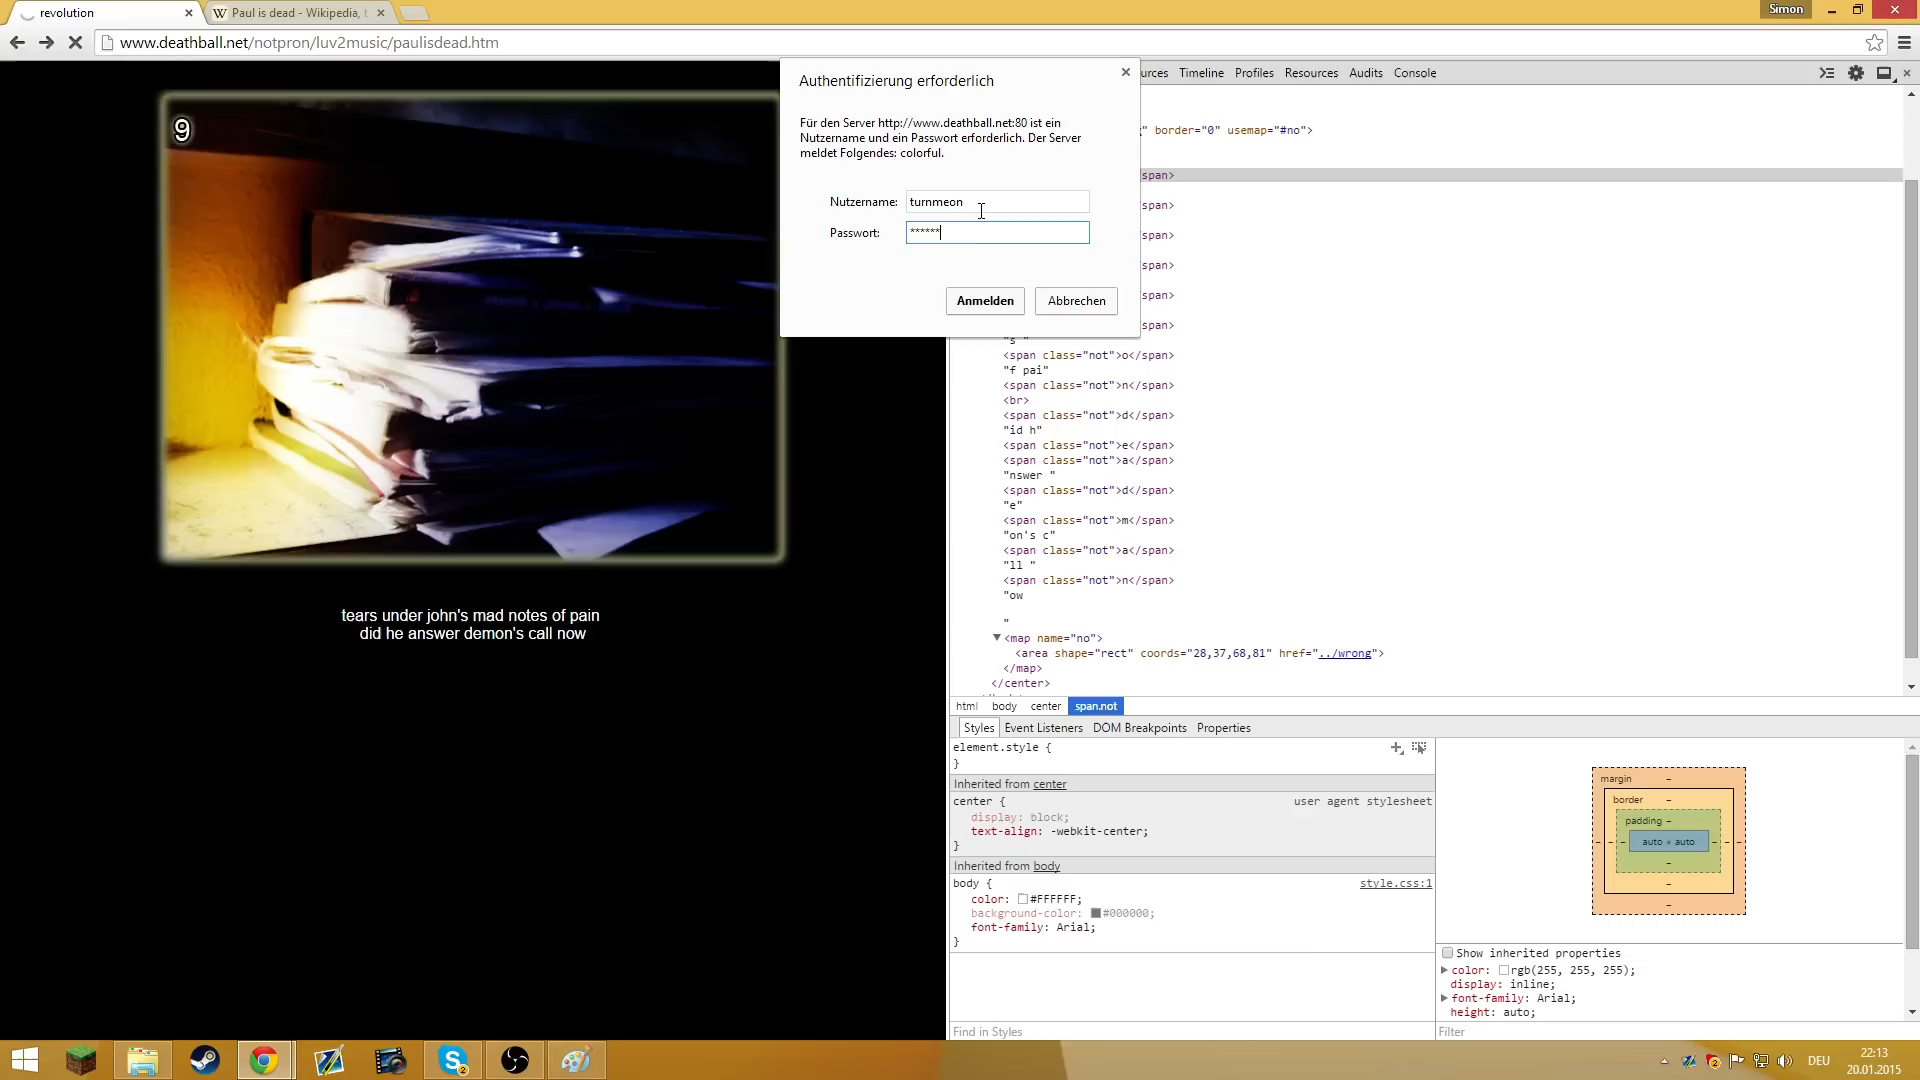 revolution
Paul is dead - Wikipedia, t
Simon
www.deathball.net/notpron/luv2music/paulisdead.htm
9
tears under john's mad notes of pain
did he answer demon's call now
Authentifizierung erforderlich
Für den Server http://www.deathball.net:80 ist ein
Nutzername und ein Passwort erforderlich. Der Server
meldet Folgendes: colorful.
Nutzername: turnmeon
Passwort: ******
Anmelden Abbrechen
urces Timeline Profiles Resources Audits Console
" border="0" usemap="#no">
span>
span>
span>
span>
span>
span>
"s "
<span class="not">o</span>
"f pai"
<span class="not">n</span>
<br>
<span class="not">d</span>
"id h"
<span class="not">e</span>
<span class="not">a</span>
"nswer "
<span class="not">d</span>
"e"
<span class="not">m</span>
"on's c"
<span class="not">a</span>
"ll "
<span class="not">n</span>
"ow
"
<map name="no">
<area shape="rect" coords="28,37,68,81" href="../wrong">
</map>
</center>
html body center span.not
Styles Event Listeners DOM Breakpoints Properties
element.style {
}
Inherited from center
center { user agent stylesheet
display: block;
text-align: -webkit-center;
}
Inherited from body
body { style.css:1
color: #FFFFFF;
background-color: #000000;
font-family: Arial;
}
Find in Styles
margin –
border –
padding –
– – – auto × auto – – –
–
–
–
Show inherited properties
color: rgb(255, 255, 255);
display: inline;
font-family: Arial;
height: auto;
Filter
2
2
DEU
22:13
20.01.2015